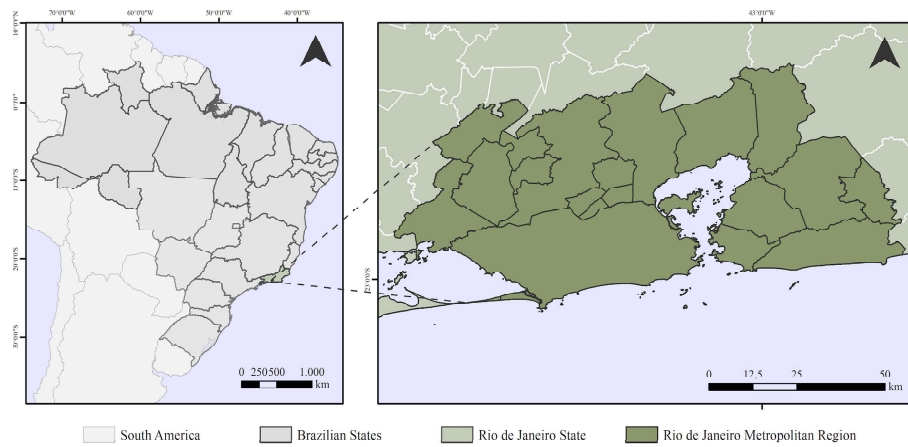 70°0'0"W 60°0'0"W 50°0'0"W 40°0'0"W
43°0'0"W
10°0'0"N
0°0'0"
10°0'0"S
20°0'0"S
30°0'0"S
23°0'0"S
0 250 500 1.000
km
0 12,5 25 50
km
South America Brazilian States Rio de Janeiro State Rio de Janeiro Metropolitan Region